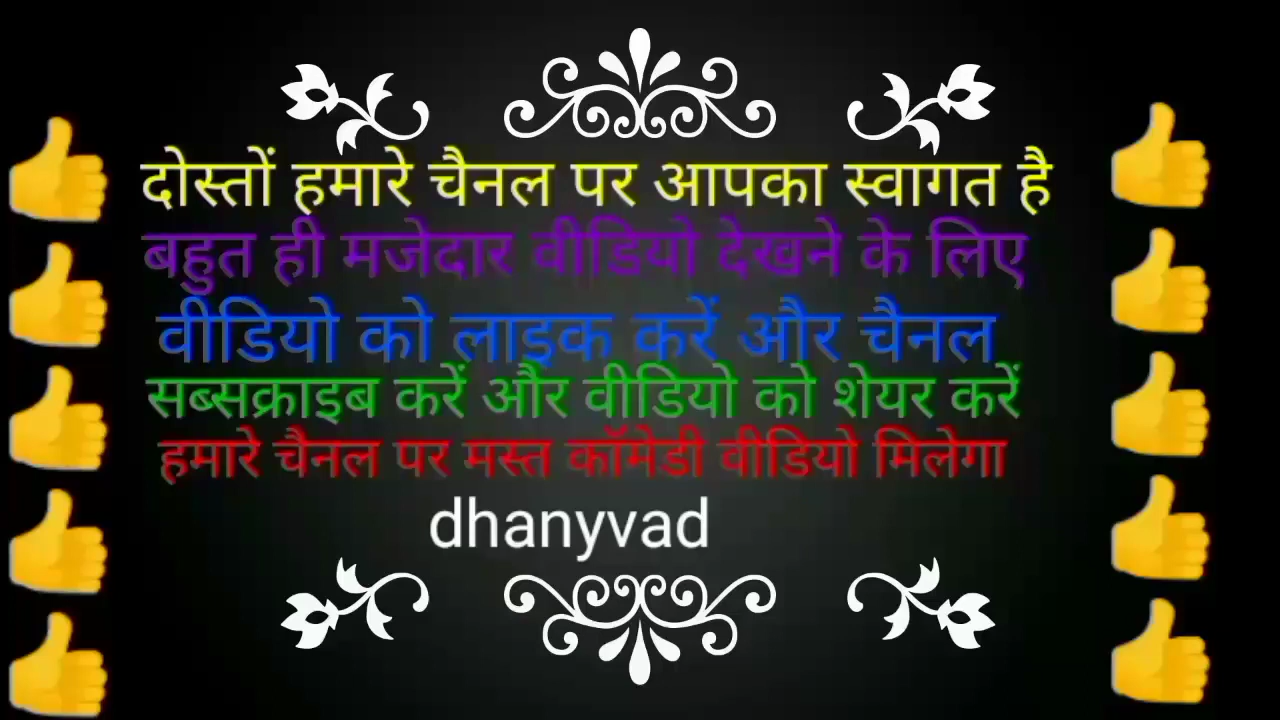 दोस्तों हमारे चैनल पर आपका स्वागत है
बहुत ही मजेदार वीडियो देखने के लिए
वीडियो को लाइक करें और चैनल
सब्सक्राइब करें और वीडियो को शेयर करें
हमारे चैनल पर मस्त कॉमेडी वीडियो मिलेगा
dhanyvad